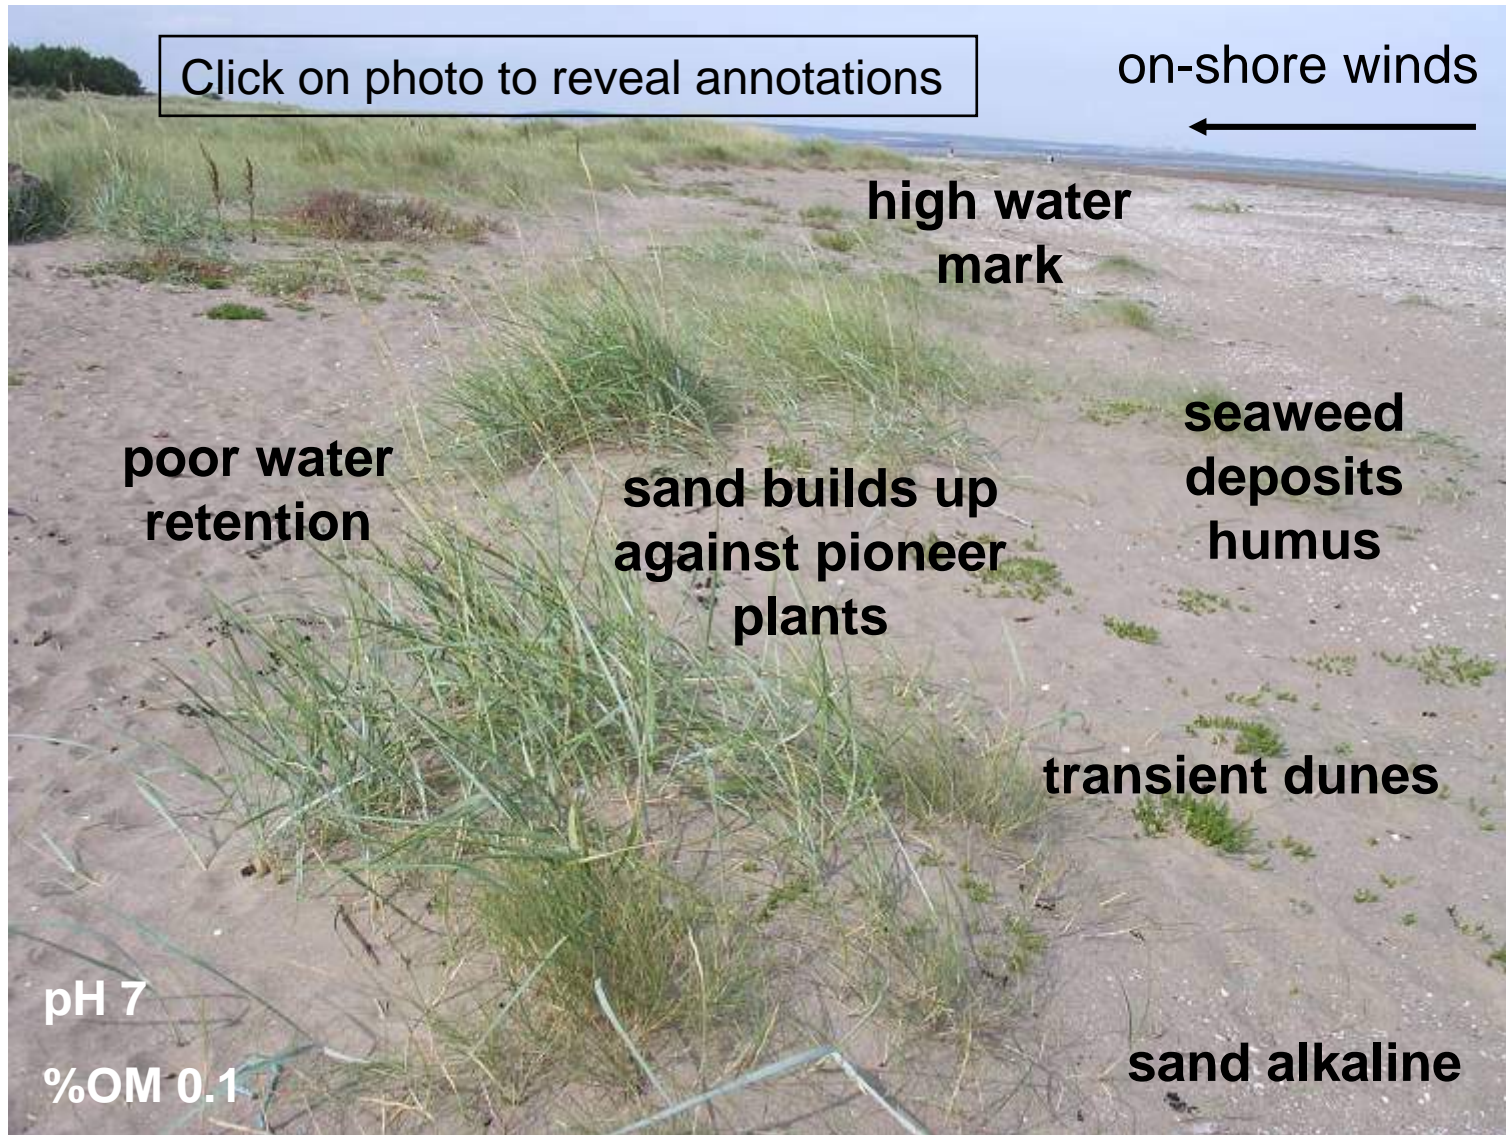 Click on photo to reveal annotations
on-shore winds
high water
mark
seaweed
deposits
humus
poor water
retention
sand builds up
against pioneer
plants
transient dunes
pH 7
%OM 0.1
sand alkaline